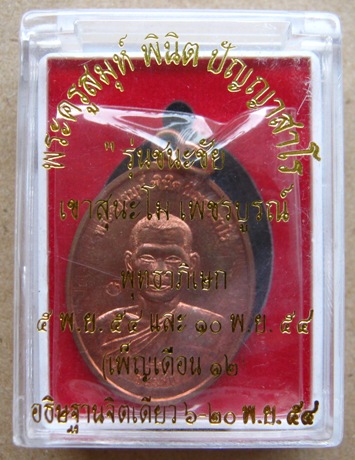 พระครูสมุห์ พินิต ปัญญาสาโร
"รุ่นชนะชัย
เขาสมะโม เพชรบูรณ์
พุทธาภิเษก
๕ พ.ย. ๕๔ และ ๑๐ พ.ย. ๕๔
(เพ็ญเดือน ๑๒
อธิษฐานจิตเดียว ๖-๒๐ พ.ย. ๕๔